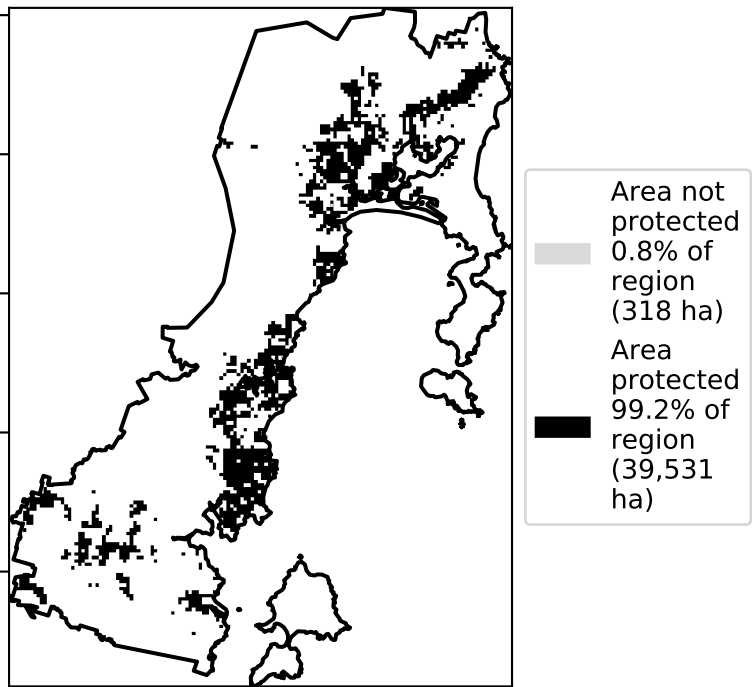 Area not
protected
0.8% of
region
(318 ha)
Area
protected
99.2% of
region
(39,531
ha)